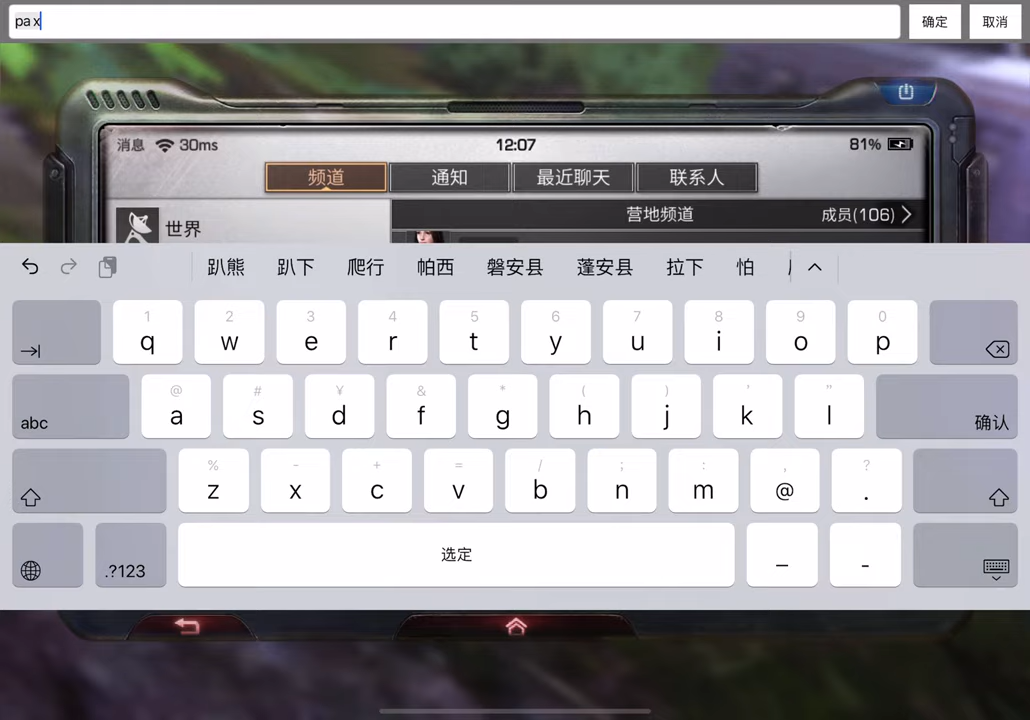 pa x
确定
取消
消息
30ms
12:07
81%
频道
通知
最近聊天
联系人
世界
营地频道
成员(106)
趴熊 趴下 爬行 帕西 磐安县 蓬安县 拉下 怕
1 2 3 4 5 6 7 8 9 0
q w e r t y u i o p
@ # ¥ & * ( ) ' "
abc a s d f g h j k l 确认
% - + = / ; : , ?
z x c v b n m @ .
.?123 选定 _ -